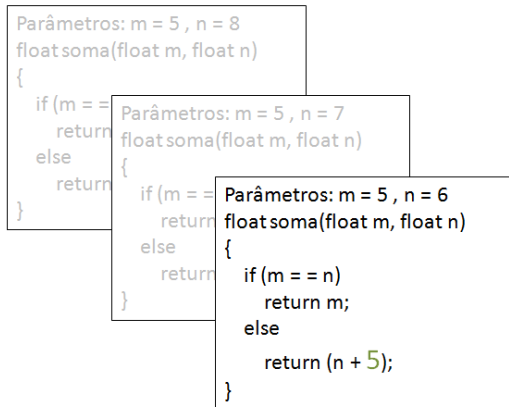 Parâmetros: m = 5 , n = 8
float soma(float m, float n)
{
if (m = =
return
else
return
}
Parâmetros: m = 5 , n = 7
float soma(float m, float n)
{
if (m = =
return
else
return
}
Parâmetros: m = 5 , n = 6
float soma(float m, float n)
{
if (m = = n)
return m;
else
return (n + 5);
}